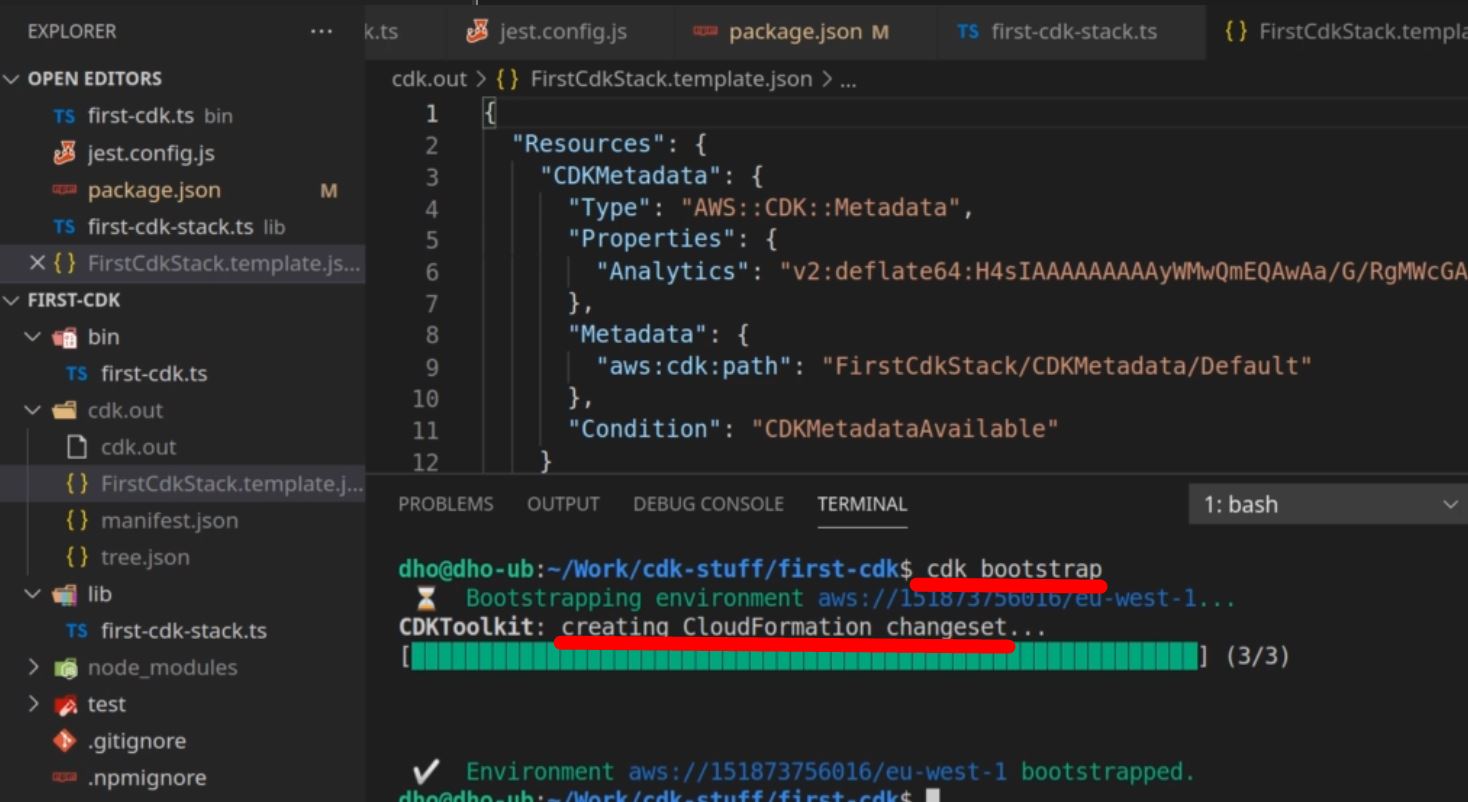 EXPLORER
...
k.ts
jest.config.js
package.json M
TS first-cdk-stack.ts
{} FirstCdkStack.templa
OPEN EDITORS
TS first-cdk.ts bin
jest.config.js
package.json M
TS first-cdk-stack.ts lib
{} FirstCdkStack.template.js...
FIRST-CDK
bin
TS first-cdk.ts
cdk.out
cdk.out
{} FirstCdkStack.template.j...
{} manifest.json
{} tree.json
lib
TS first-cdk-stack.ts
node_modules
test
.gitignore
.npmignore
cdk.out > {} FirstCdkStack.template.json > ...
1 {
2 "Resources": {
3 "CDKMetadata": {
4 "Type": "AWS::CDK::Metadata",
5 "Properties": {
6 "Analytics": "v2:deflate64:H4sIAAAAAAAAAyWMwQmEQAwAa/G/RgMWcGA
7 },
8 "Metadata": {
9 "aws:cdk:path": "FirstCdkStack/CDKMetadata/Default"
10 },
11 "Condition": "CDKMetadataAvailable"
12 }
PROBLEMS OUTPUT DEBUG CONSOLE TERMINAL
1: bash
dho@dho-ub:~/Work/cdk-stuff/first-cdk$ cdk bootstrap
⏳ Bootstrapping environment aws://151873756016/eu-west-1...
CDKToolkit: creating CloudFormation changeset...
[] (3/3)
✔ Environment aws://151873756016/eu-west-1 bootstrapped.
dho@dho-ub:~/Work/cdk-stuff/first-cdk$